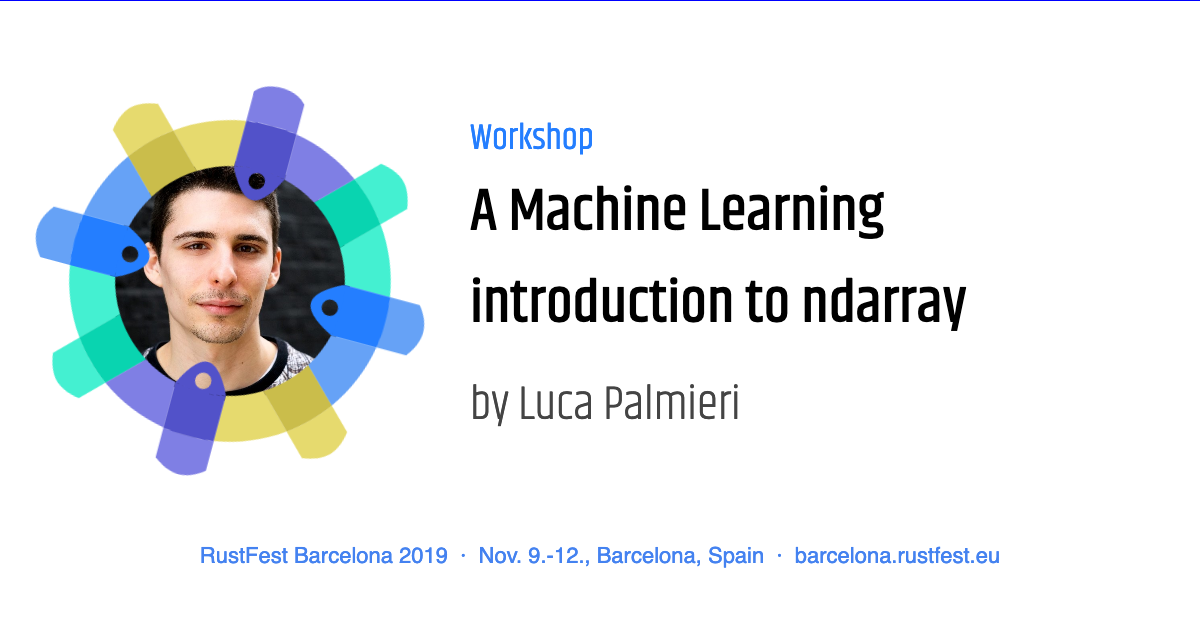 Workshop
A Machine Learning
introduction to ndarray
by Luca Palmieri
RustFest Barcelona 2019 · Nov. 9.-12., Barcelona, Spain · barcelona.rustfest.eu